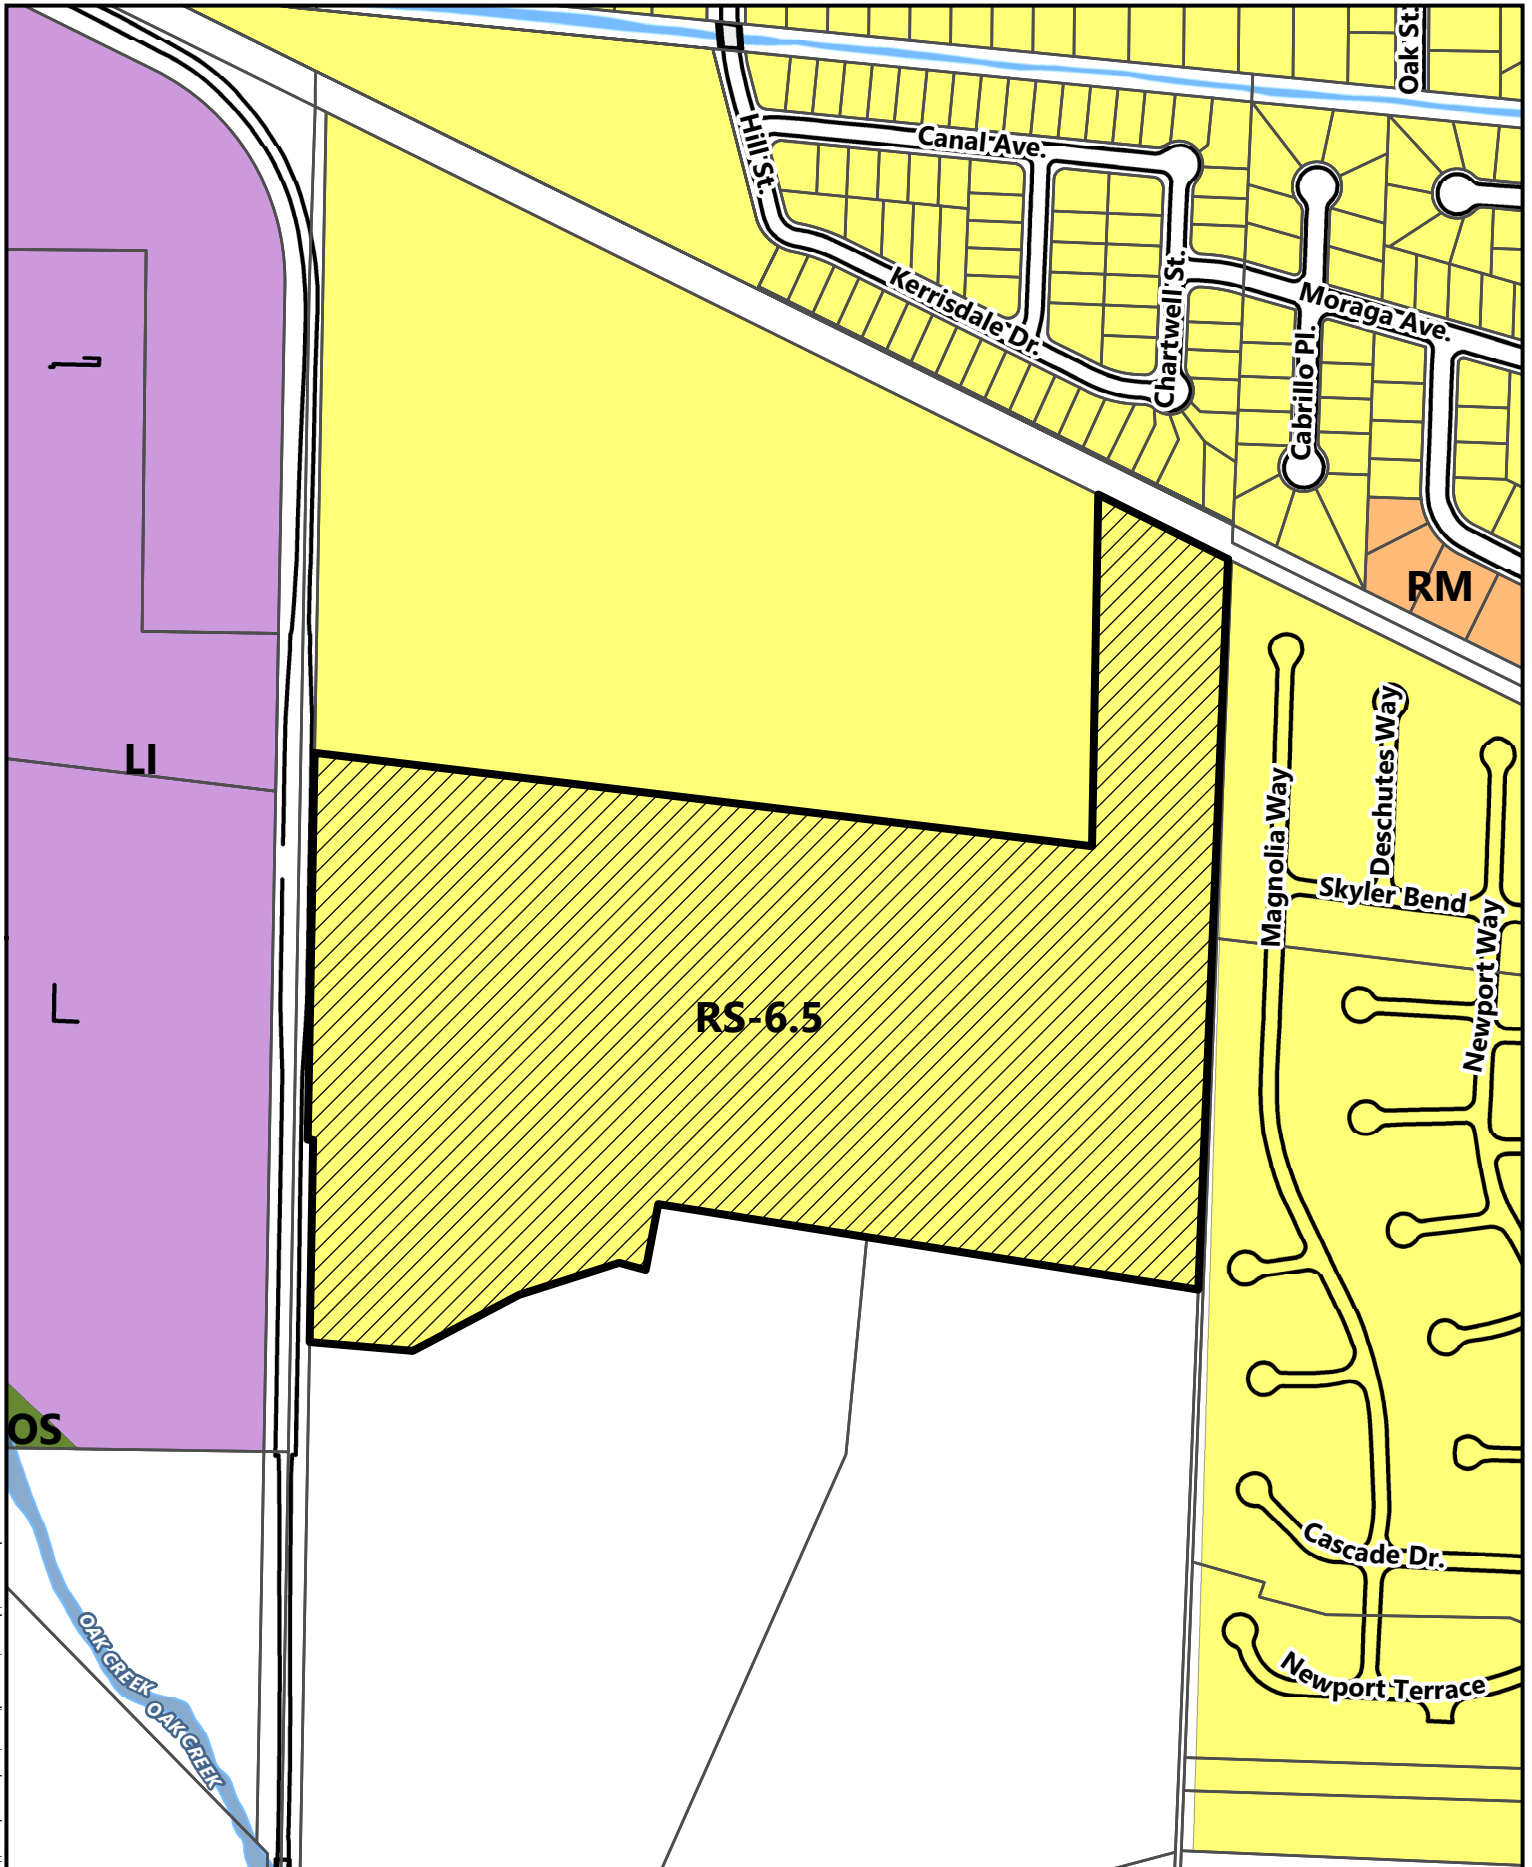 Oak St.
Hill St.
Canal Ave.
Kerrisdale Dr.
Chartwell St.
Moraga Ave.
Cabrillo Pl.
RM
LI
Magnolia Way
Deschutes Way
Skyler Bend
Newport Way
RS-6.5
OS
Cascade Dr.
OAK CREEK
OAK CREEK
Newport Terrace